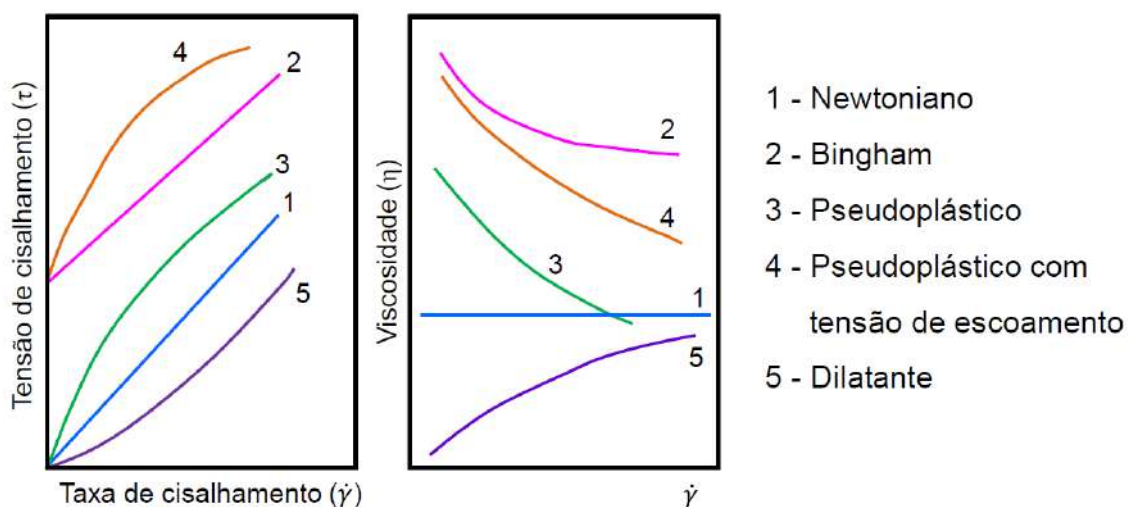 Tensão de cisalhamento (τ)
4
2
3
1
5
Taxa de cisalhamento (γ̇)
Viscosidade (η)
2
4
3
1
5
γ̇
1 - Newtoniano
2 - Bingham
3 - Pseudoplástico
4 - Pseudoplástico com
tensão de escoamento
5 - Dilatante